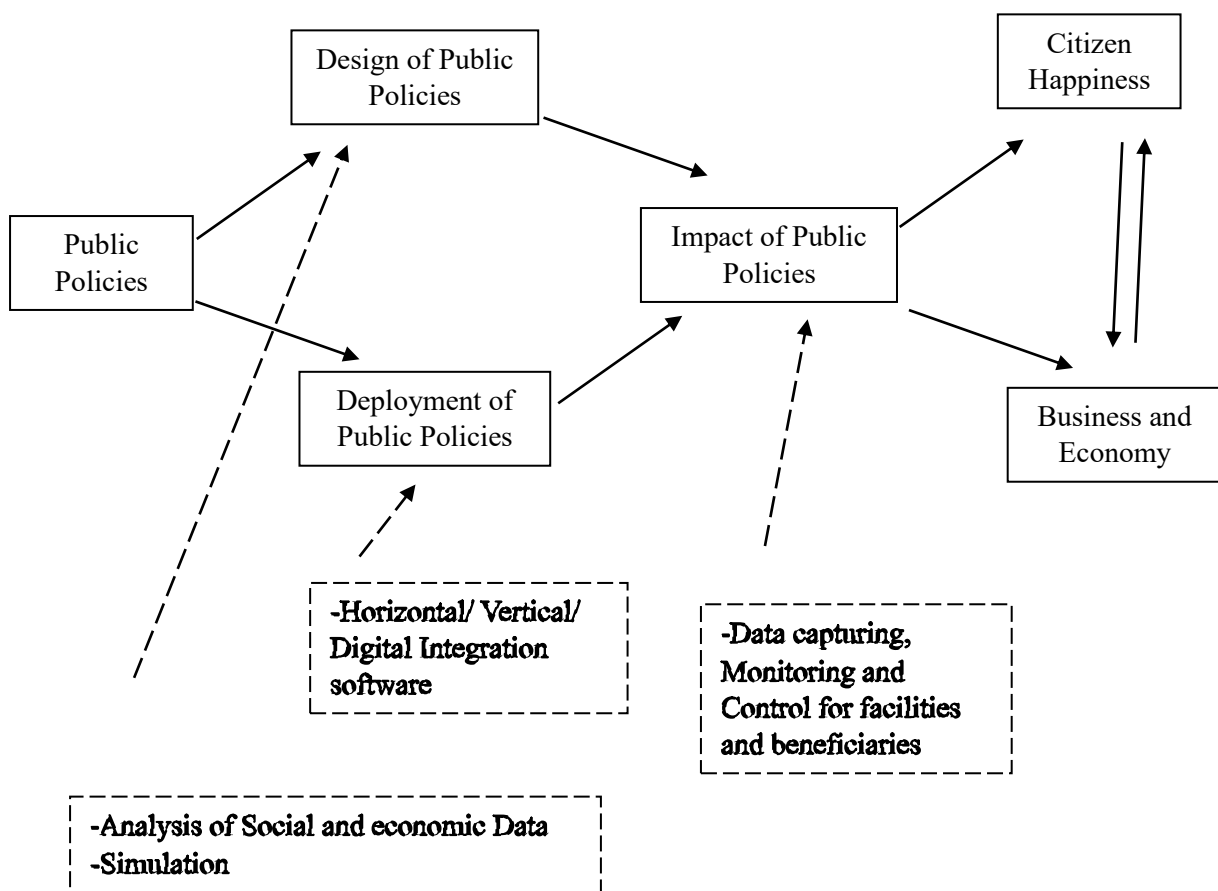 Design of Public
Policies
Citizen
Happiness
Public
Policies
Impact of Public
Policies
Deployment of
Public Policies
Business and
Economy
-Horizontal/ Vertical/
Digital Integration
software
-Data capturing,
Monitoring and
Control for facilities
and beneficiaries
-Analysis of Social and economic Data
-Simulation